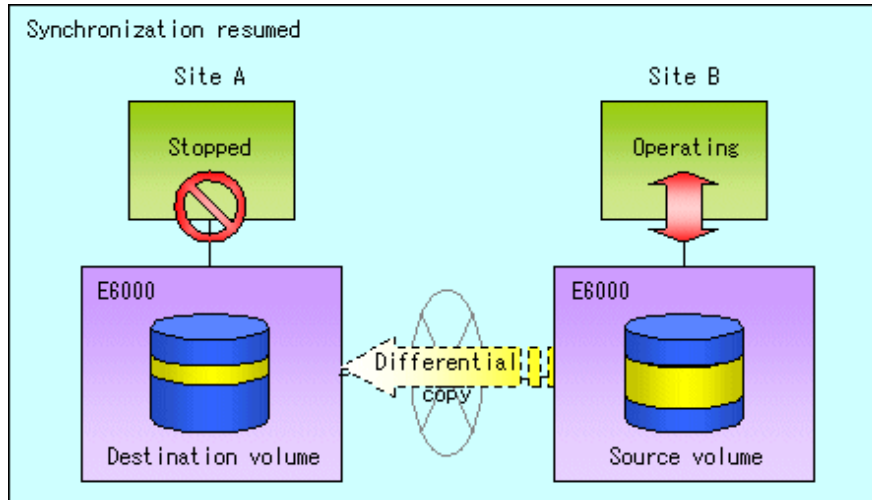 Synchronization resumed
Site A
Site B
Stopped
Operating
E6000
E6000
Differential
copy
Destination volume
Source volume